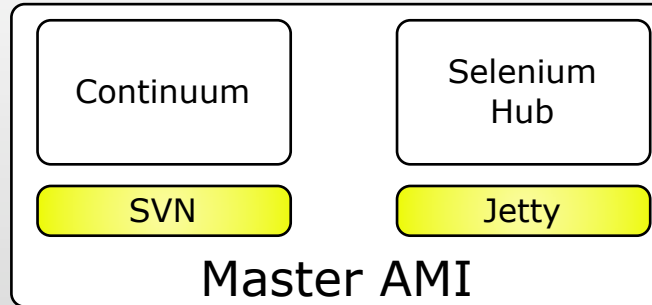 Continuum
Selenium
Hub
SVN
Jetty
Master AMI